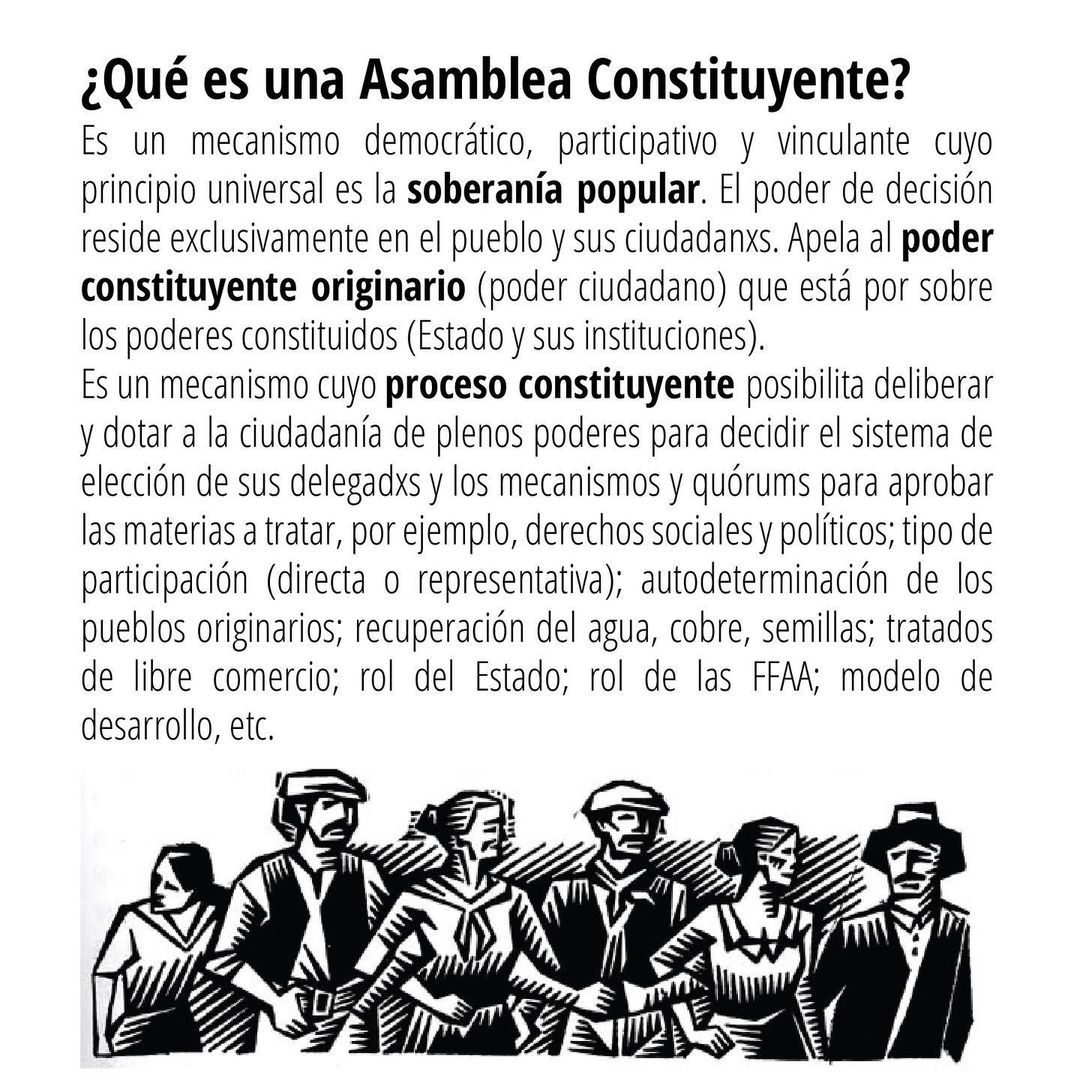 ¿Qué es una Asamblea Constituyente?
Es un mecanismo democrático, participativo y vinculante cuyo
principio universal es la soberanía popular. El poder de decisión
reside exclusivamente en el pueblo y sus ciudadanxs. Apela al poder
constituyente originario (poder ciudadano) que está por sobre
los poderes constituidos (Estado y sus instituciones).
Es un mecanismo cuyo proceso constituyente posibilita deliberar
y dotar a la ciudadanía de plenos poderes para decidir el sistema de
elección de sus delegadxs y los mecanismos y quórums para aprobar
las materias a tratar, por ejemplo, derechos sociales y políticos; tipo de
participación (directa o representativa); autodeterminación de los
pueblos originarios; recuperación del agua, cobre, semillas; tratados
de libre comercio; rol del Estado; rol de las FFAA; modelo de
desarrollo, etc.